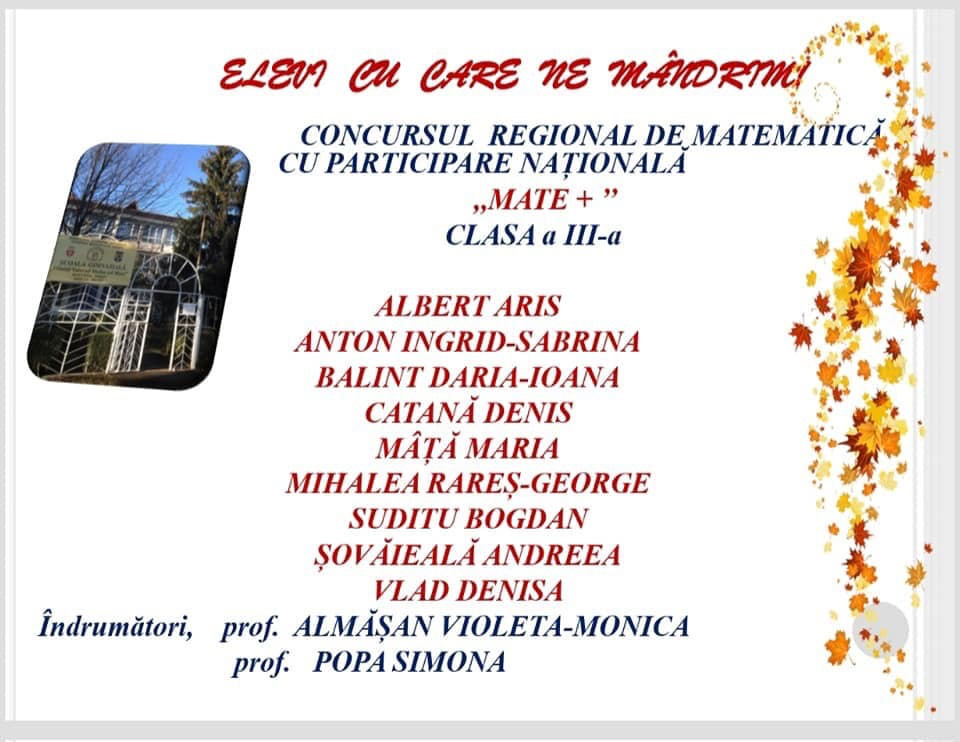 ELEVI CU CARE NE MÂNDRIM!
CONCURSUL REGIONAL DE MATEMATICĂ
CU PARTICIPARE NAȚIONALĂ
„MATE + ”
CLASA a III-a
ȘCOALA GIMNAZIALĂ
ALBERT ARIS
ANTON INGRID-SABRINA
BALINT DARIA-IOANA
CATANĂ DENIS
MÂȚĂ MARIA
MIHALEA RAREȘ-GEORGE
SUDITU BOGDAN
ȘOVĂIEALĂ ANDREEA
VLAD DENISA
Îndrumători, prof. ALMĂȘAN VIOLETA-MONICA
prof. POPA SIMONA